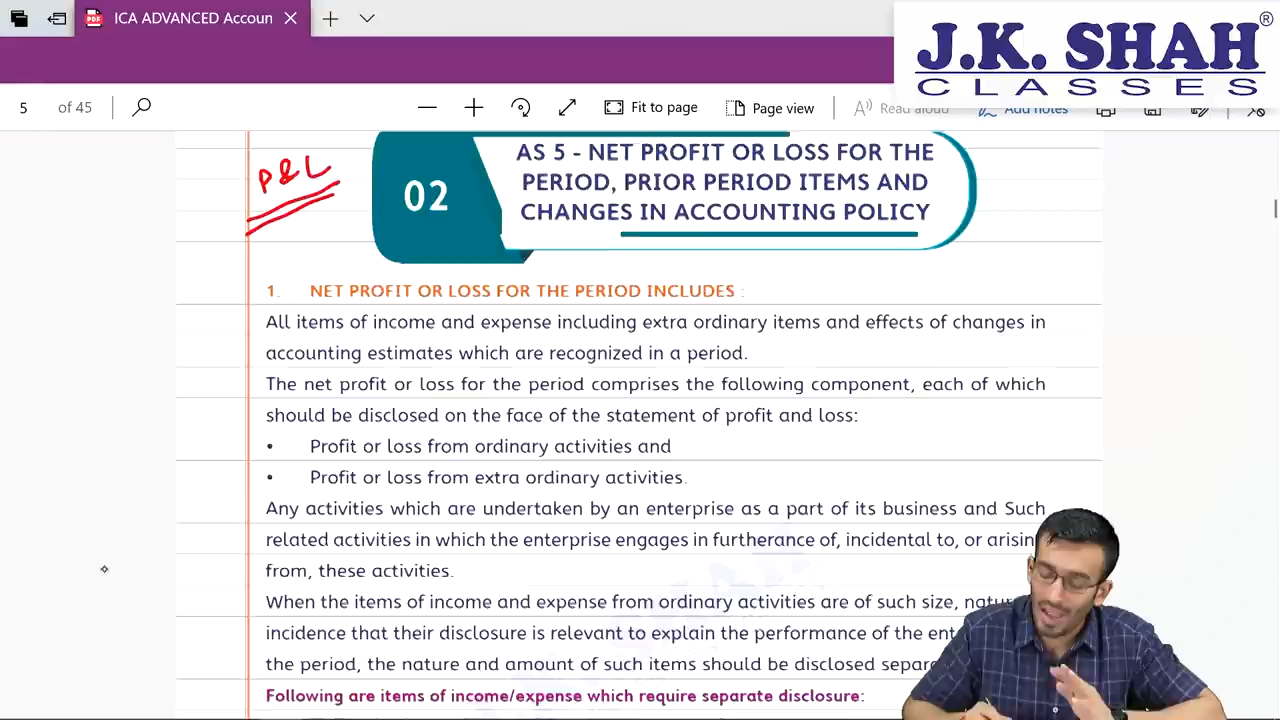 ICA ADVANCED Accoun
J.K. SHAH®
CLASSES
5 of 45
Fit to page
Page view
Read aloud
Add notes
P&L
02
AS 5 - NET PROFIT OR LOSS FOR THE
PERIOD, PRIOR PERIOD ITEMS AND
CHANGES IN ACCOUNTING POLICY
1. NET PROFIT OR LOSS FOR THE PERIOD INCLUDES :
All items of income and expense including extra ordinary items and effects of changes in
accounting estimates which are recognized in a period.
The net profit or loss for the period comprises the following component, each of which
should be disclosed on the face of the statement of profit and loss:
• Profit or loss from ordinary activities and
• Profit or loss from extra ordinary activities.
Any activities which are undertaken by an enterprise as a part of its business and Such
related activities in which the enterprise engages in furtherance of, incidental to, or arisin
from, these activities.
When the items of income and expense from ordinary activities are of such size, natu
incidence that their disclosure is relevant to explain the performance of the ent
the period, the nature and amount of such items should be disclosed separa
Following are items of income/expense which require separate disclosure: